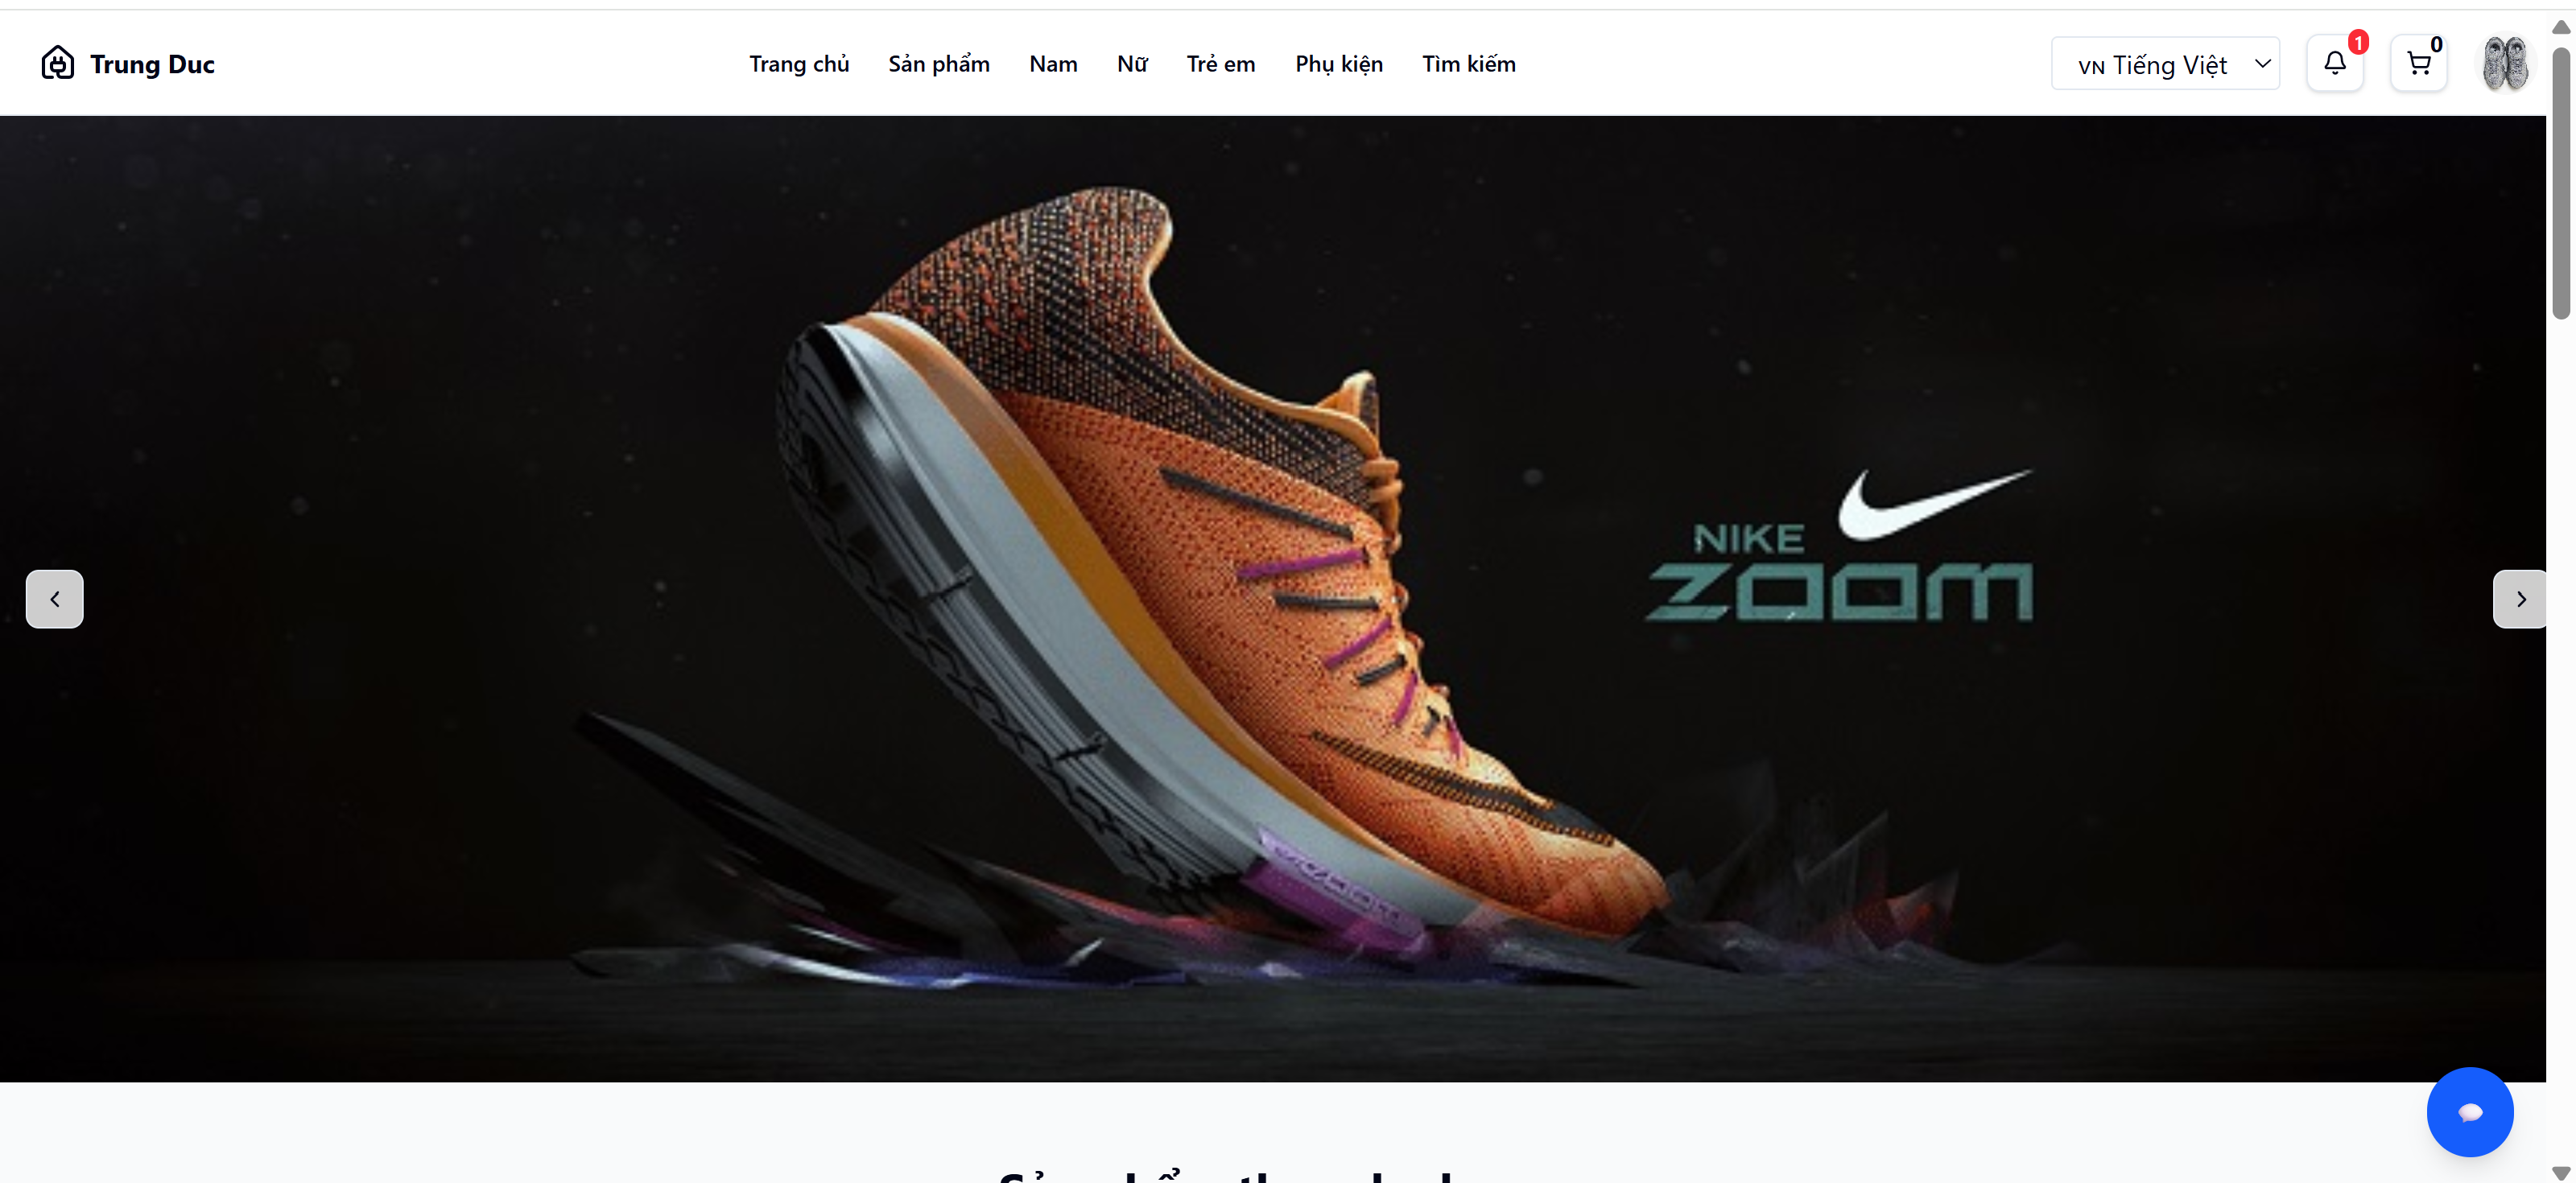 Trung Duc
Trang chủ Sản phẩm Nam Nữ Trẻ em Phụ kiện Tìm kiếm
VN Tiếng Việt
1
0
NIKE
ZOOM
ZOOM